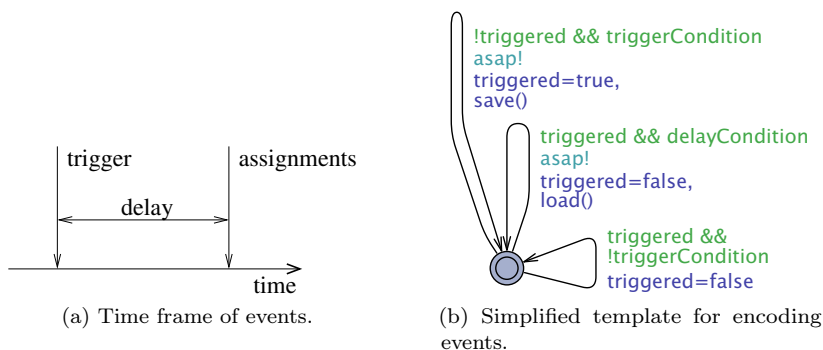 trigger
assignments
delay
time
(a) Time frame of events.
!triggered && triggerCondition
asap!
triggered=true,
save()
triggered && delayCondition
asap!
triggered=false,
load()
triggered &&
!triggerCondition
triggered=false
(b) Simplified template for encoding
events.